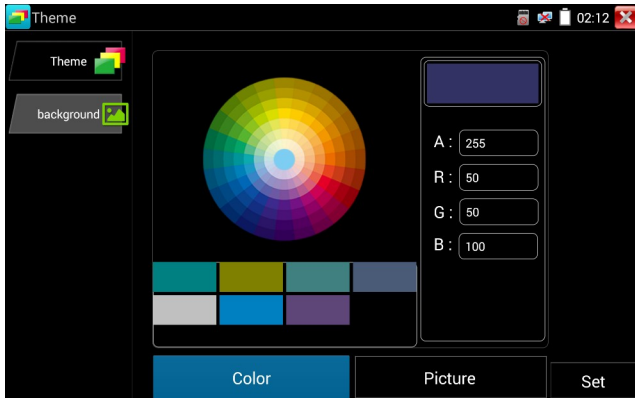 Theme
02:12
Theme
background
A : 255
R : 50
G : 50
B : 100
Color
Picture
Set